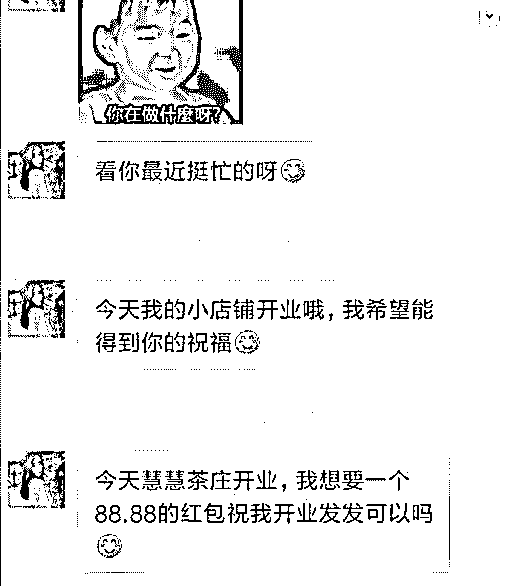 你在做什麼呀?
看你最近挺忙的呀
今天我的小店铺开业哦，我希望能
得到你的祝福
今天慧慧茶庄开业，我想要一个
88.88的红包祝我开业发发可以吗